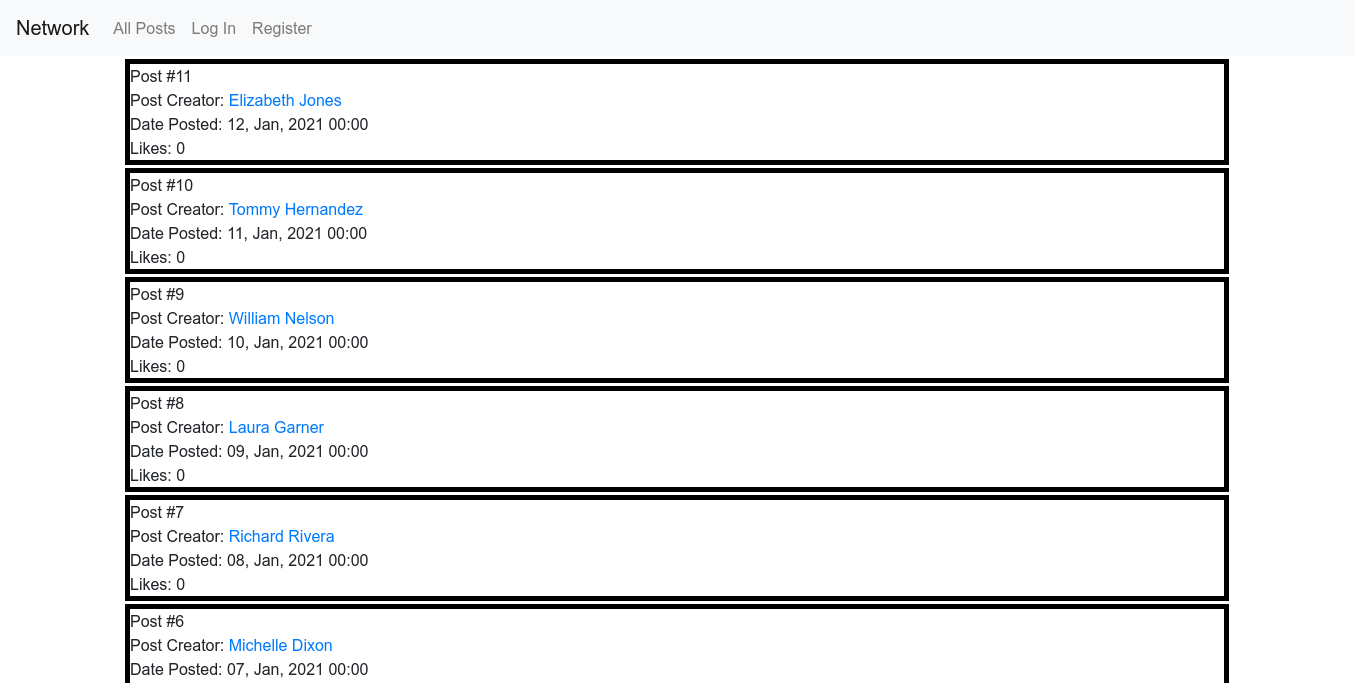 Network All Posts Log In Register
Post #11
Post Creator: Elizabeth Jones
Date Posted: 12, Jan, 2021 00:00
Likes: 0
Post #10
Post Creator: Tommy Hernandez
Date Posted: 11, Jan, 2021 00:00
Likes: 0
Post #9
Post Creator: William Nelson
Date Posted: 10, Jan, 2021 00:00
Likes: 0
Post #8
Post Creator: Laura Garner
Date Posted: 09, Jan, 2021 00:00
Likes: 0
Post #7
Post Creator: Richard Rivera
Date Posted: 08, Jan, 2021 00:00
Likes: 0
Post #6
Post Creator: Michelle Dixon
Date Posted: 07, Jan, 2021 00:00